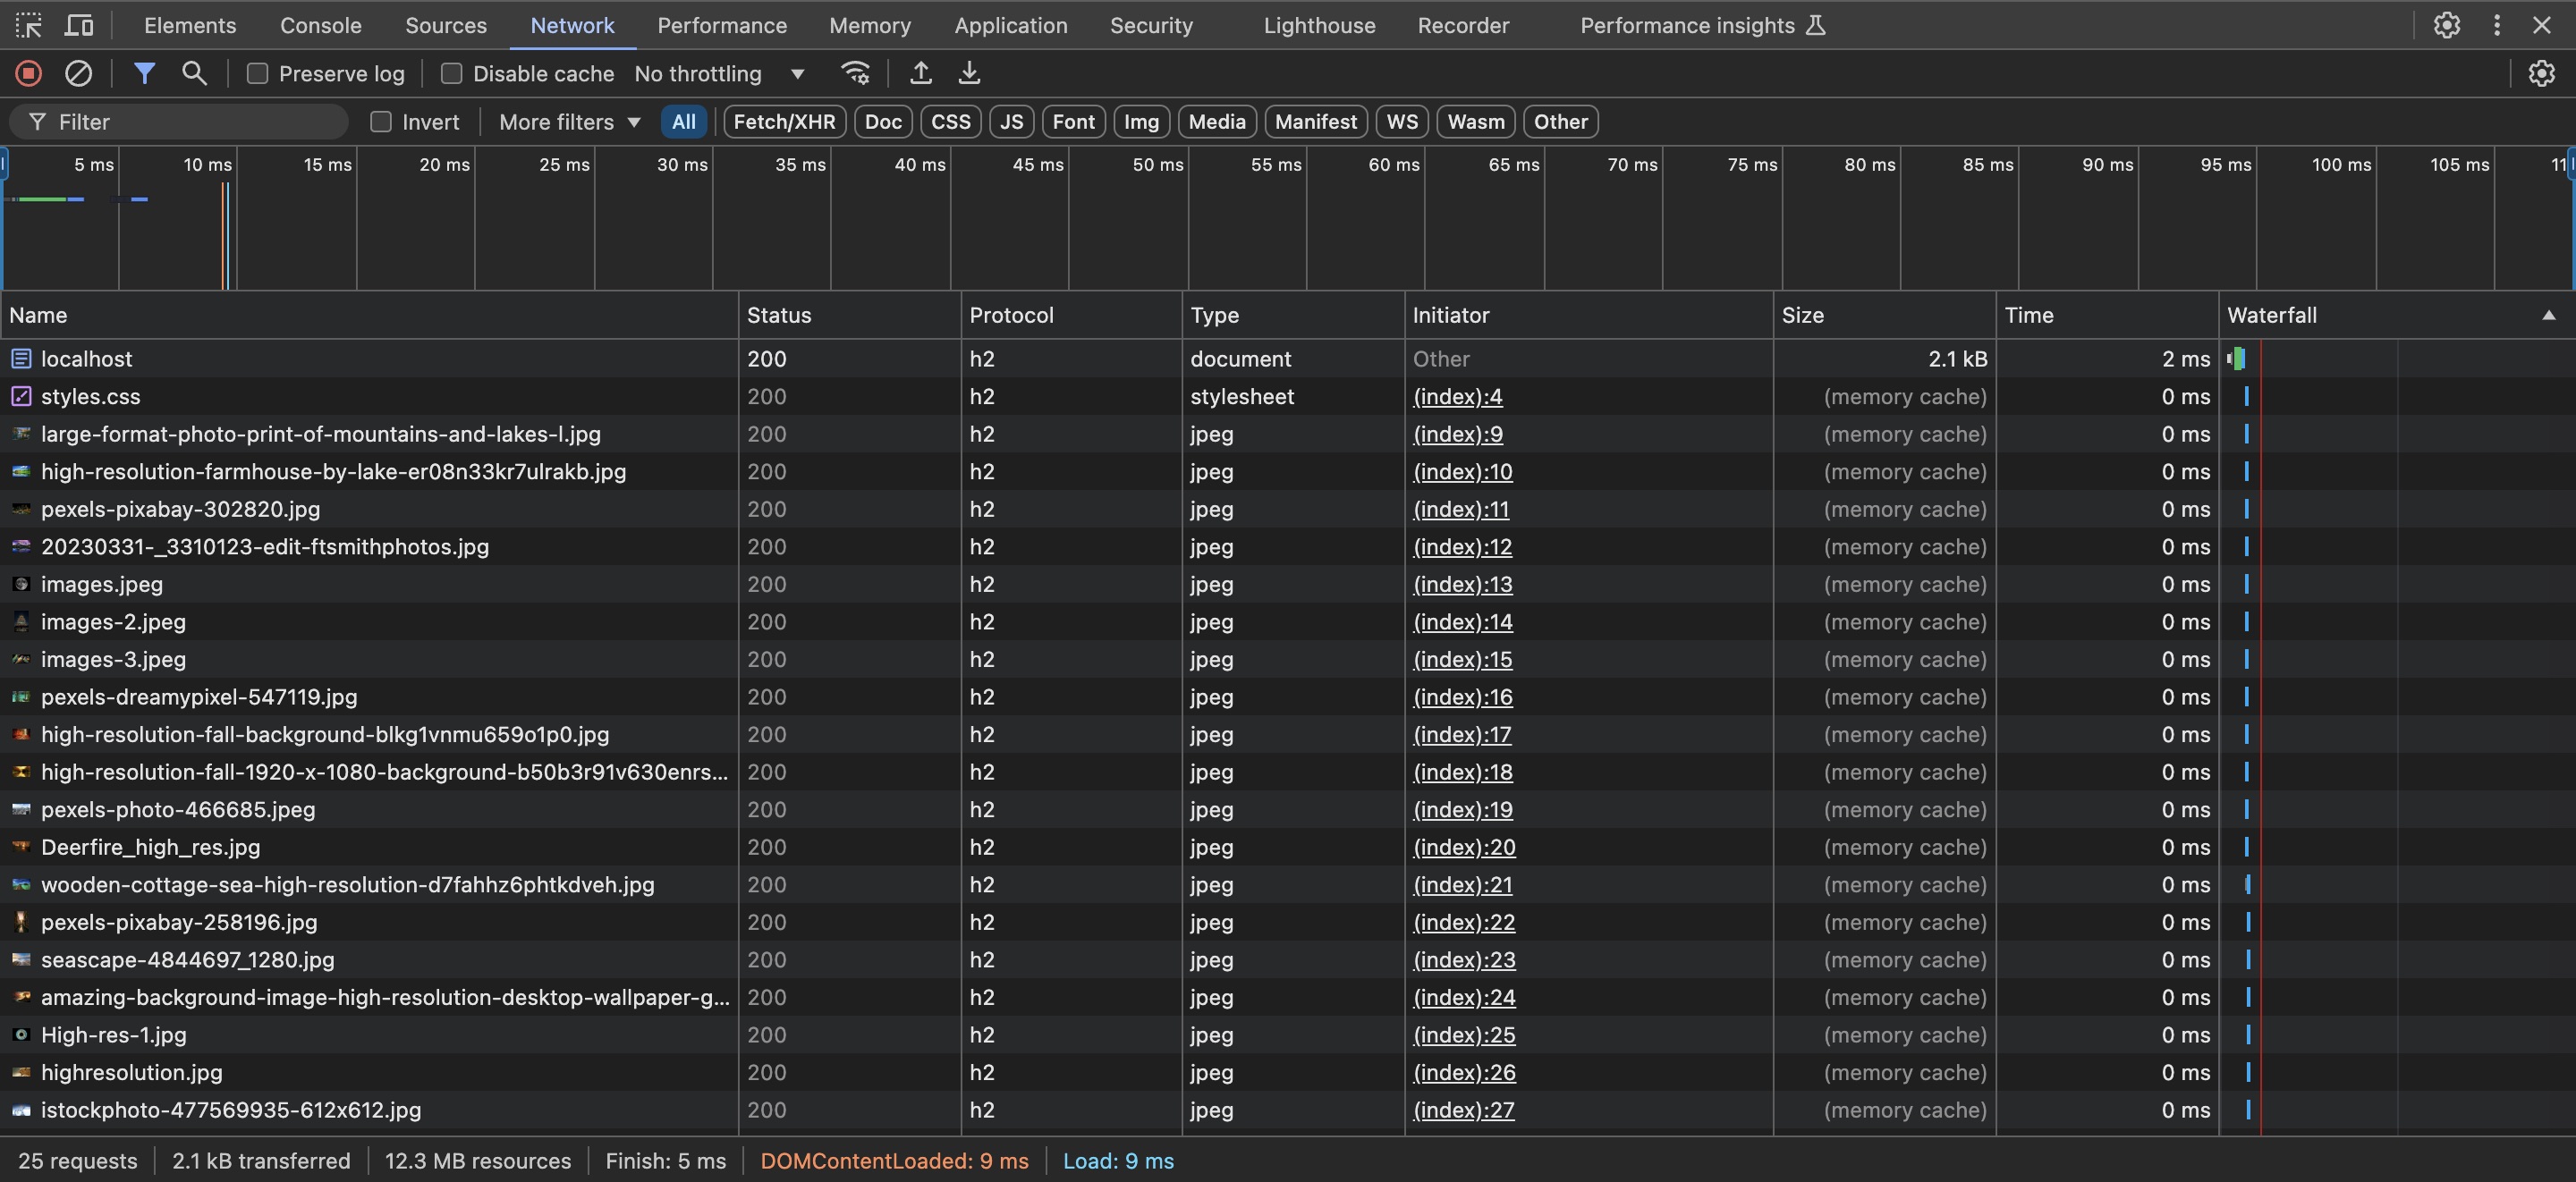 Elements Console Sources Network Performance Memory Application Security Lighthouse Recorder Performance insights
Preserve log Disable cache No throttling
Filter Invert More filters All Fetch/XHR Doc CSS JS Font Img Media Manifest WS Wasm Other
5 ms 10 ms 15 ms 20 ms 25 ms 30 ms 35 ms 40 ms 45 ms 50 ms 55 ms 60 ms 65 ms 70 ms 75 ms 80 ms 85 ms 90 ms 95 ms 100 ms 105 ms 11
Name Status Protocol Type Initiator Size Time Waterfall
localhost 200 h2 document Other 2.1 kB 2 ms
styles.css 200 h2 stylesheet (index):4 (memory cache) 0 ms
large-format-photo-print-of-mountains-and-lakes-l.jpg 200 h2 jpeg (index):9 (memory cache) 0 ms
high-resolution-farmhouse-by-lake-er08n33kr7ulrakb.jpg 200 h2 jpeg (index):10 (memory cache) 0 ms
pexels-pixabay-302820.jpg 200 h2 jpeg (index):11 (memory cache) 0 ms
20230331-_3310123-edit-ftsmithphotos.jpg 200 h2 jpeg (index):12 (memory cache) 0 ms
images.jpeg 200 h2 jpeg (index):13 (memory cache) 0 ms
images-2.jpeg 200 h2 jpeg (index):14 (memory cache) 0 ms
images-3.jpeg 200 h2 jpeg (index):15 (memory cache) 0 ms
pexels-dreamypixel-547119.jpg 200 h2 jpeg (index):16 (memory cache) 0 ms
high-resolution-fall-background-blkg1vnmu659o1p0.jpg 200 h2 jpeg (index):17 (memory cache) 0 ms
high-resolution-fall-1920-x-1080-background-b50b3r91v630enrs... 200 h2 jpeg (index):18 (memory cache) 0 ms
pexels-photo-466685.jpeg 200 h2 jpeg (index):19 (memory cache) 0 ms
Deerfire_high_res.jpg 200 h2 jpeg (index):20 (memory cache) 0 ms
wooden-cottage-sea-high-resolution-d7fahhz6phtkdveh.jpg 200 h2 jpeg (index):21 (memory cache) 0 ms
pexels-pixabay-258196.jpg 200 h2 jpeg (index):22 (memory cache) 0 ms
seascape-4844697_1280.jpg 200 h2 jpeg (index):23 (memory cache) 0 ms
amazing-background-image-high-resolution-desktop-wallpaper-g... 200 h2 jpeg (index):24 (memory cache) 0 ms
High-res-1.jpg 200 h2 jpeg (index):25 (memory cache) 0 ms
highresolution.jpg 200 h2 jpeg (index):26 (memory cache) 0 ms
istockphoto-477569935-612x612.jpg 200 h2 jpeg (index):27 (memory cache) 0 ms
25 requests 2.1 kB transferred 12.3 MB resources Finish: 5 ms DOMContentLoaded: 9 ms Load: 9 ms